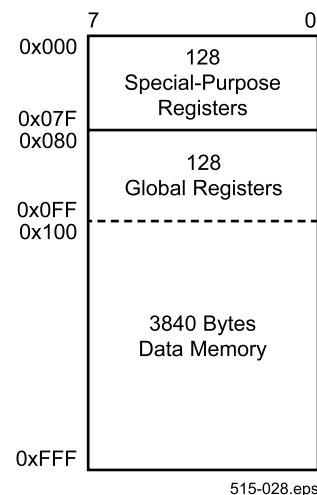 7 0
0x000
128
Special-Purpose
Registers
0x07F
0x080
128
Global Registers
0x0FF
0x100
3840 Bytes
Data Memory
0xFFF
515-028.eps